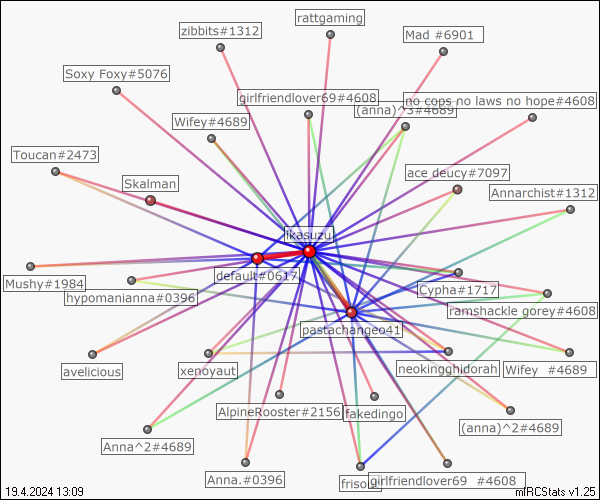 rattgaming
zibbits#1312
Mad #6901
Soxy Foxy#5076
girlfriendlover69#4608
no cops no laws no hope#4608
(anna)^3#4689
Wifey#4689
Toucan#2473
ace deucy#7097
Skalman
Annarchist#1312
likasuzu
default#0617
Mushy#1984
Cypha#1717
hypomanianna#0396
ramshackle gorey#4608
pastachangeo41
avelicious
xenoyaut
neokingghidorah
Wifey #4689
AlpineRooster#2156
fakedingo
(anna)^2#4689
Anna^2#4689
Anna.#0396
girlfriendlover69 #4608
19.4.2024 13:09
mIRCStats v1.25